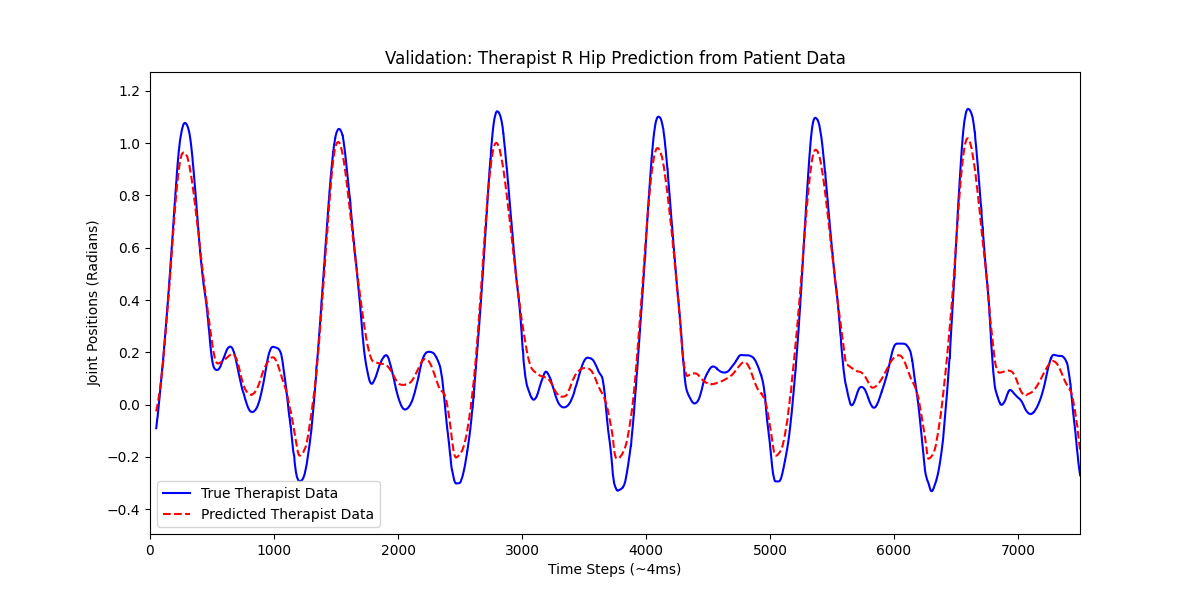 Validation: Therapist R Hip Prediction from Patient Data
1.2
1.0
0.8
0.6
0.4
0.2
0.0
−0.2
−0.4
Joint Positions (Radians)
True Therapist Data
Predicted Therapist Data
0 1000 2000 3000 4000 5000 6000 7000
Time Steps (~4ms)